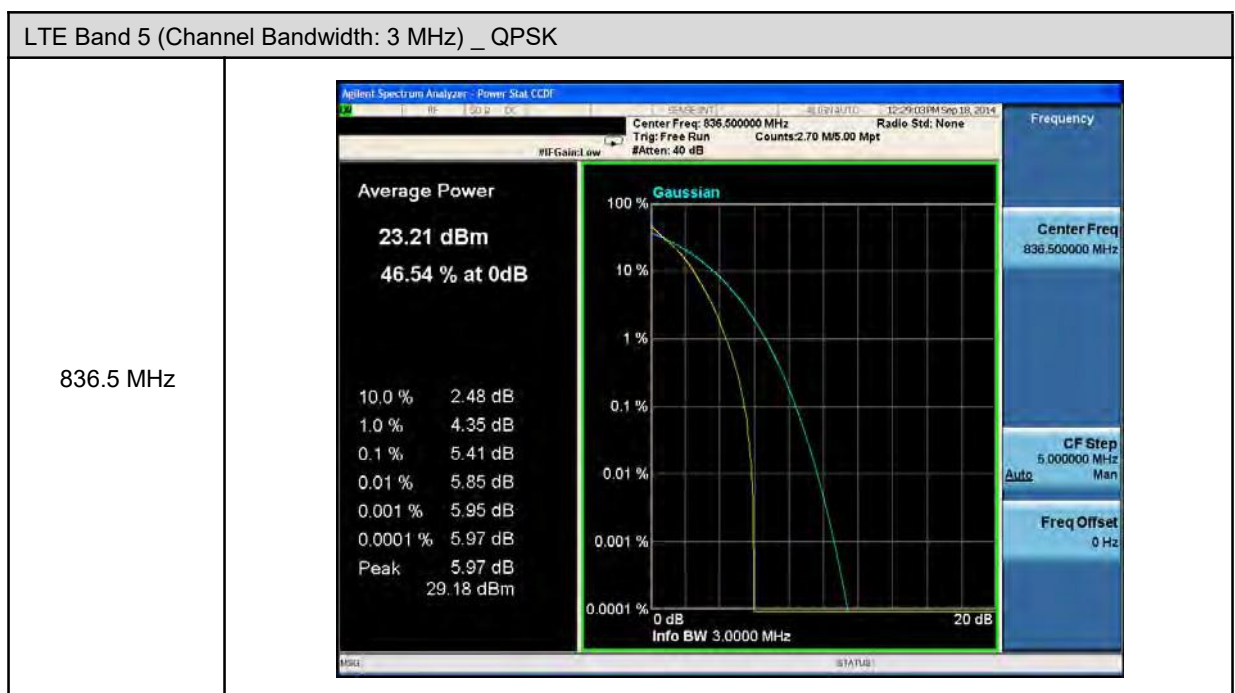 LTE Band 5 (Channel Bandwidth: 3 MHz) _ QPSK
836.5 MHz
Agilent Spectrum Analyzer - Power Stat CCDF
RF 50 Ω DC SENSE:INT ALIGN AUTO 12:29:03 PM Sep 18, 2014
Center Freq: 836.500000 MHz Radio Std: None
Trig: Free Run Counts:2.70 M/5.00 Mpt
#IFGain:Low #Atten: 40 dB
Average Power
23.21 dBm
46.54 % at 0dB
10.0 % 2.48 dB
1.0 % 4.35 dB
0.1 % 5.41 dB
0.01 % 5.85 dB
0.001 % 5.95 dB
0.0001 % 5.97 dB
Peak 5.97 dB
29.18 dBm
Gaussian
100 %
10 %
1 %
0.1 %
0.01 %
0.001 %
0.0001 %
0 dB 20 dB
Info BW 3.0000 MHz
Frequency
Center Freq
836.500000 MHz
CF Step
5.000000 MHz
Auto Man
Freq Offset
0 Hz
MSG STATUS